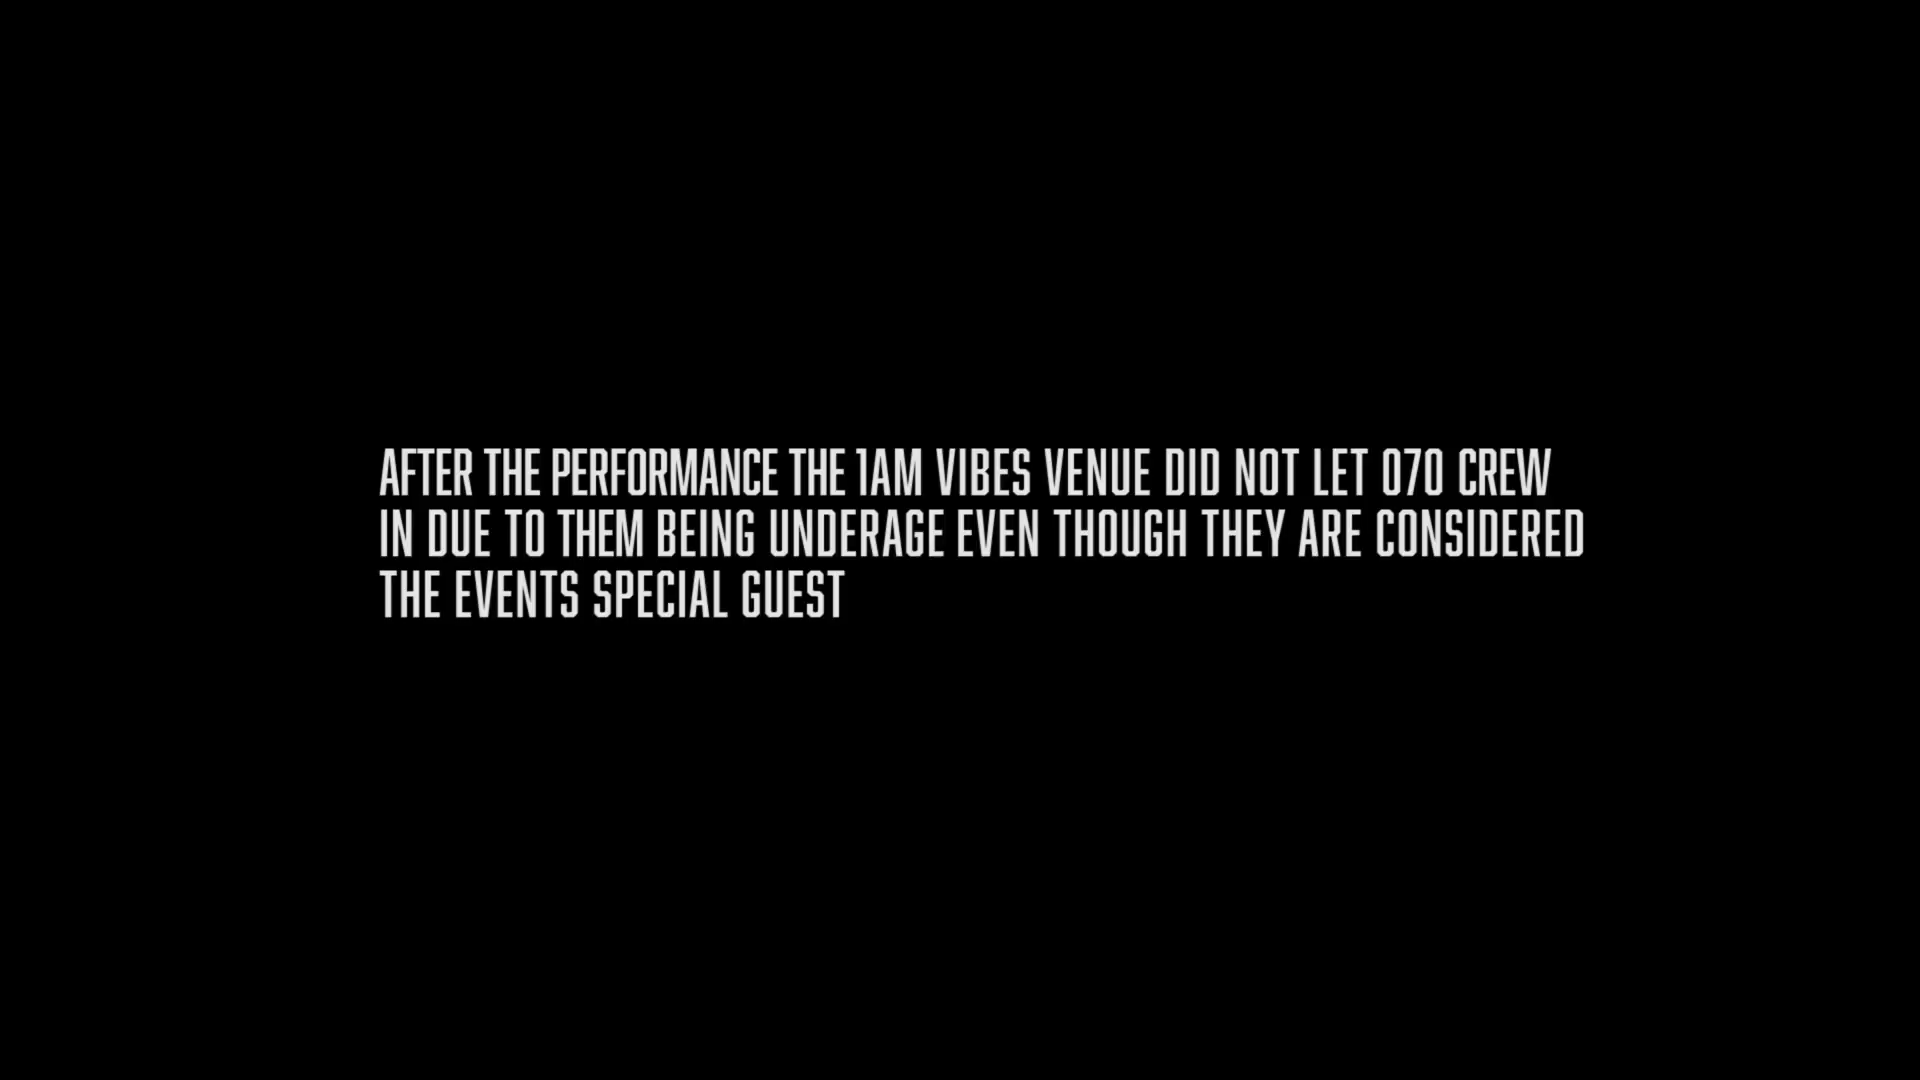 AFTER THE PERFORMANCE THE 1AM VIBES VENUE DID NOT LET 070 CREW
IN DUE TO THEM BEING UNDERAGE EVEN THOUGH THEY ARE CONSIDERED
THE EVENTS SPECIAL GUEST